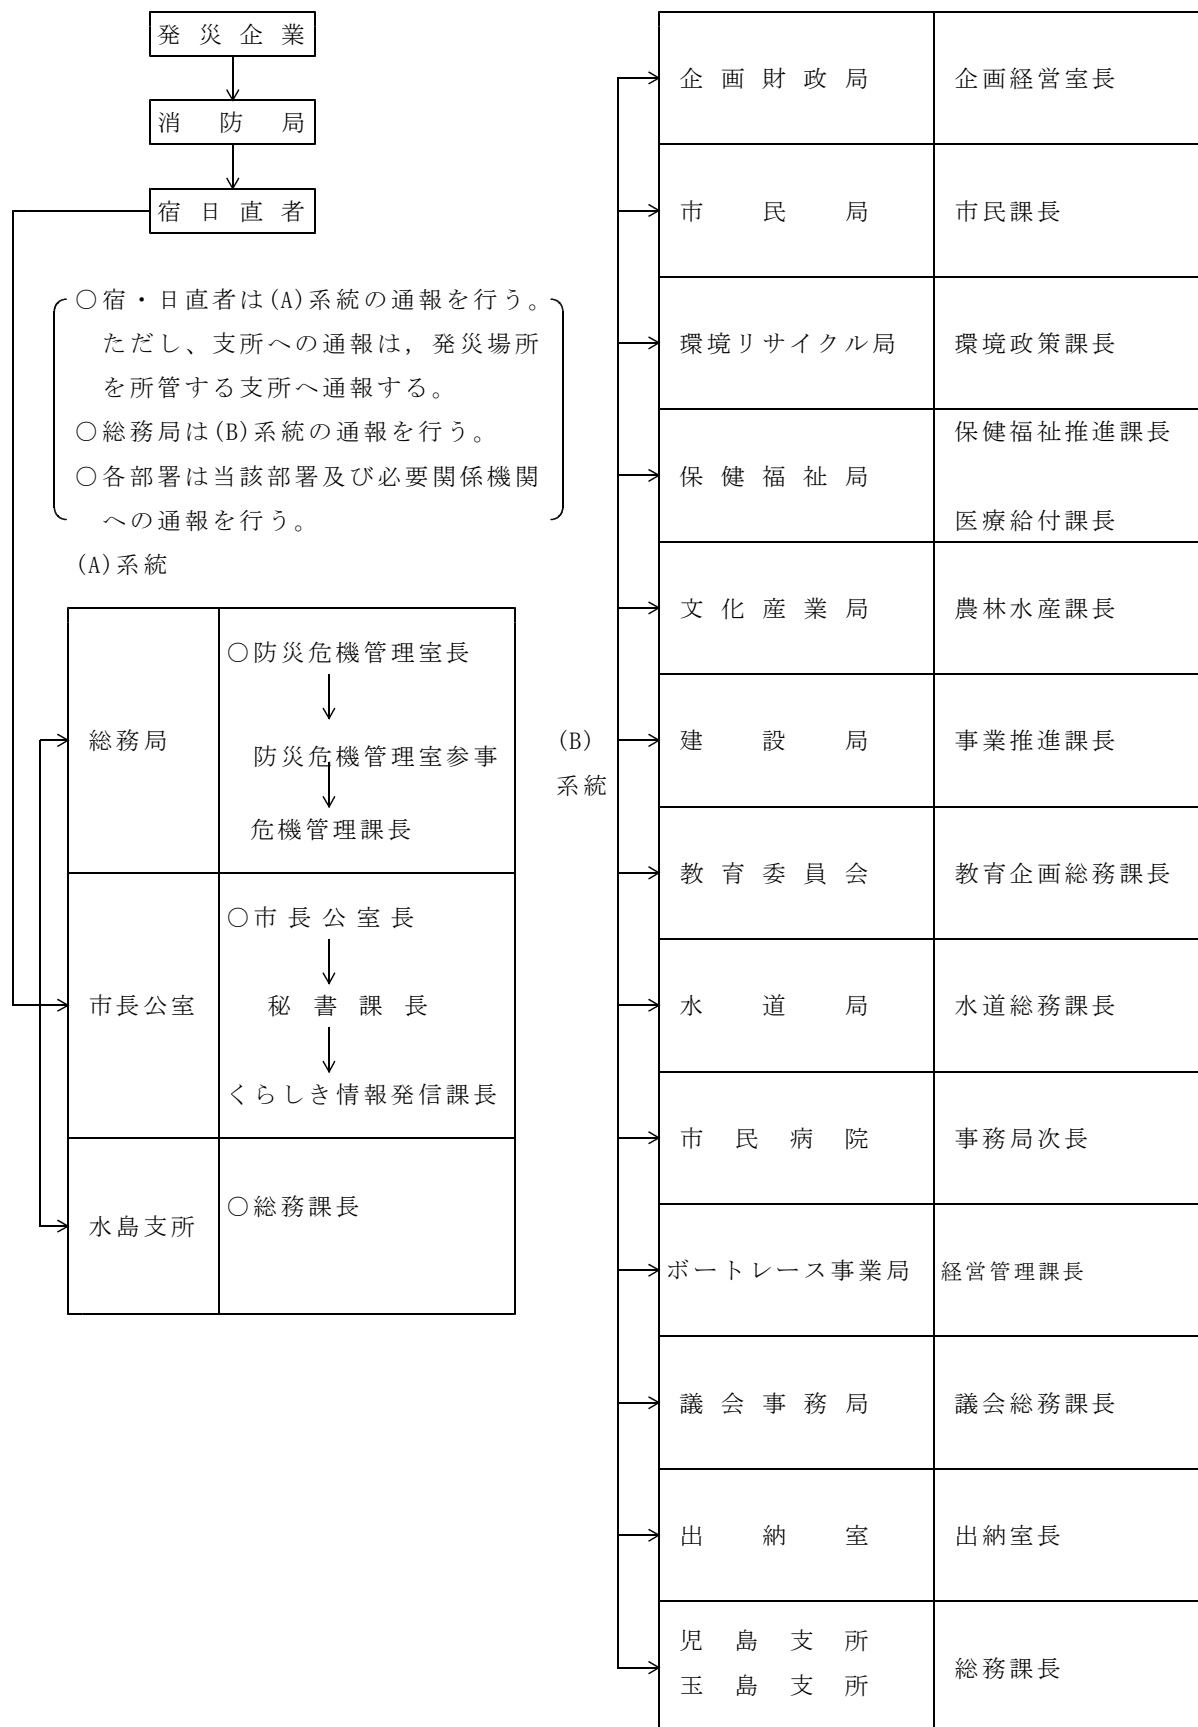 発災企業
消防局
宿日直者
○宿・日直者は(A)系統の通報を行う。
ただし、支所への通報は，発災場所
を所管する支所へ通報する。
○総務局は(B)系統の通報を行う。
○各部署は当該部署及び必要関係機関
への通報を行う。
(A)系統
総務局
○防災危機管理室長
防災危機管理室参事
危機管理課長
市長公室
○市長公室長
秘書課長
くらしき情報発信課長
水島支所
○総務課長
(B)
系統
企画財政局 企画経営室長
市民局 市民課長
環境リサイクル局 環境政策課長
保健福祉局
保健福祉推進課長
医療給付課長
文化産業局 農林水産課長
建設局 事業推進課長
教育委員会 教育企画総務課長
水道局 水道総務課長
市民病院 事務局次長
ボートレース事業局 経営管理課長
議会事務局 議会総務課長
出納室 出納室長
児島支所
玉島支所
総務課長